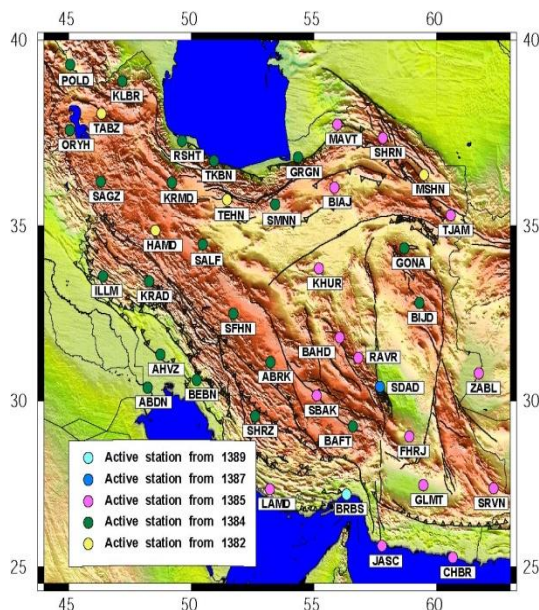 45 50 55 60
40 40
POLD
KLBR
TABZ
ORYH
RSHT
TKBN
GRGN
MAVT
SHRN
SAGZ
KRMD
TEHN
SMNN
BIAJ
MSHN
35 35
TJAM
HAMD
SALF
GONA
ILLM
KRAD
KHUR
SFHN
BIJD
BAHD
RAVR
AHVZ
ABRK
SDAD
ZABL
ABDN
BEBN
SBAK
30 30
SHRZ
BAFT
FHRJ
LAMD
BRBS
GLMT
SRVN
JASC
CHBR
Active station from 1389
Active station from 1387
Active station from 1385
Active station from 1384
Active station from 1382
25 25
45 50 55 60